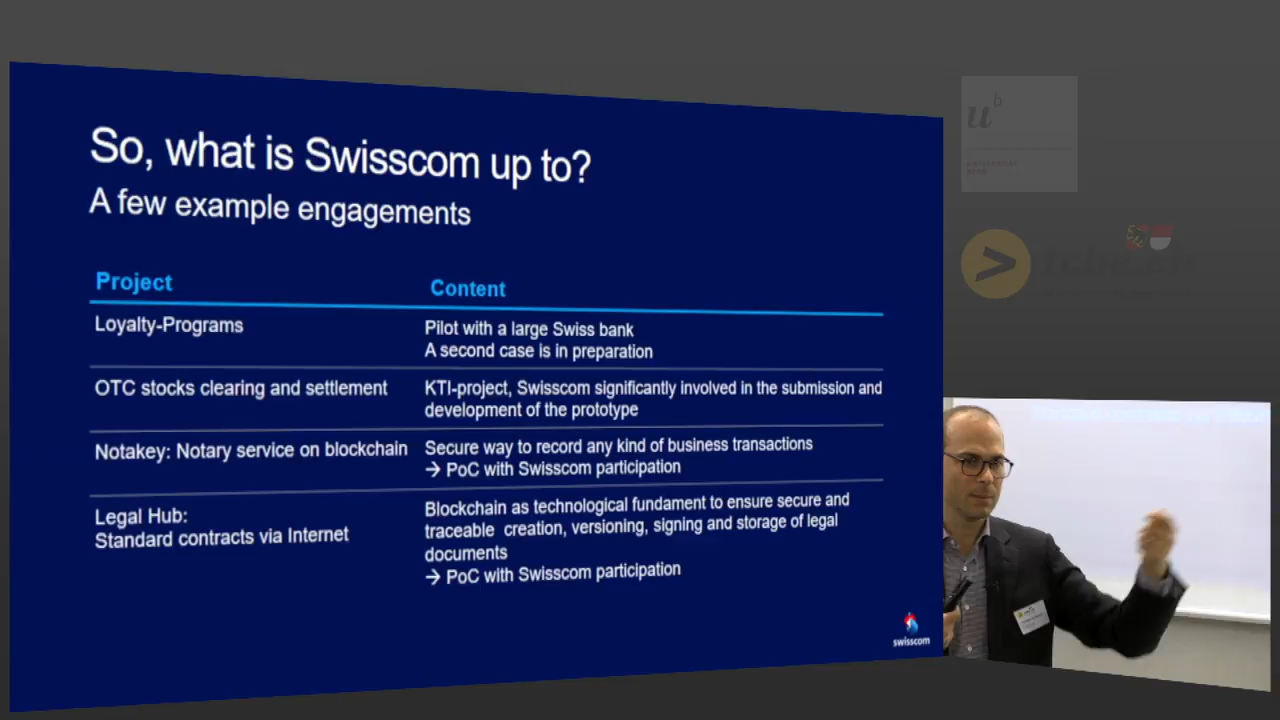 So, what is Swisscom up to?
A few example engagements
Project
Content
Loyalty-Programs
Pilot with a large Swiss bank
A second case is in preparation
OTC stocks clearing and settlement
KTI-project, Swisscom significantly involved in the submission and
development of the prototype
Notakey: Notary service on blockchain
Secure way to record any kind of business transactions
→ PoC with Swisscom participation
Legal Hub:
Standard contracts via Internet
Blockchain as technological fundament to ensure secure and
traceable creation, versioning, signing and storage of legal
documents
→ PoC with Swisscom participation
swisscom
u b